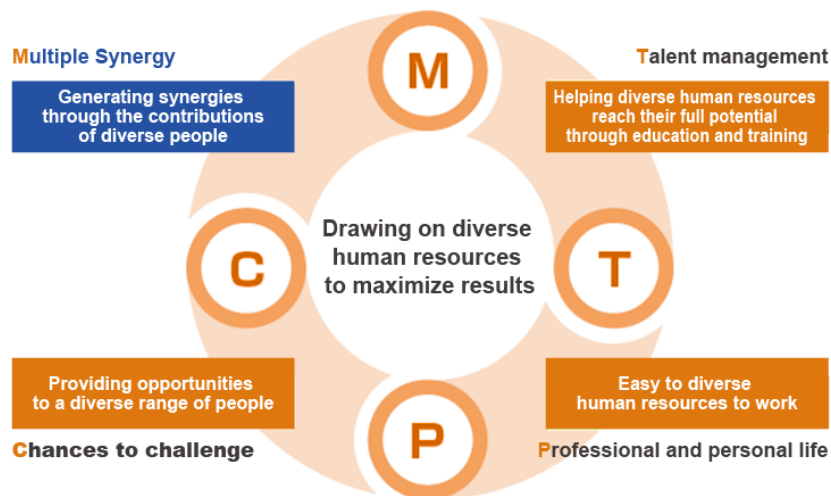 Multiple Synergy
Generating synergies
through the contributions
of diverse people
M
Talent management
Helping diverse human resources
reach their full potential
through education and training
C
Drawing on diverse
human resources
to maximize results
T
Providing opportunities
to a diverse range of people
Chances to challenge
P
Easy to diverse
human resources to work
Professional and personal life